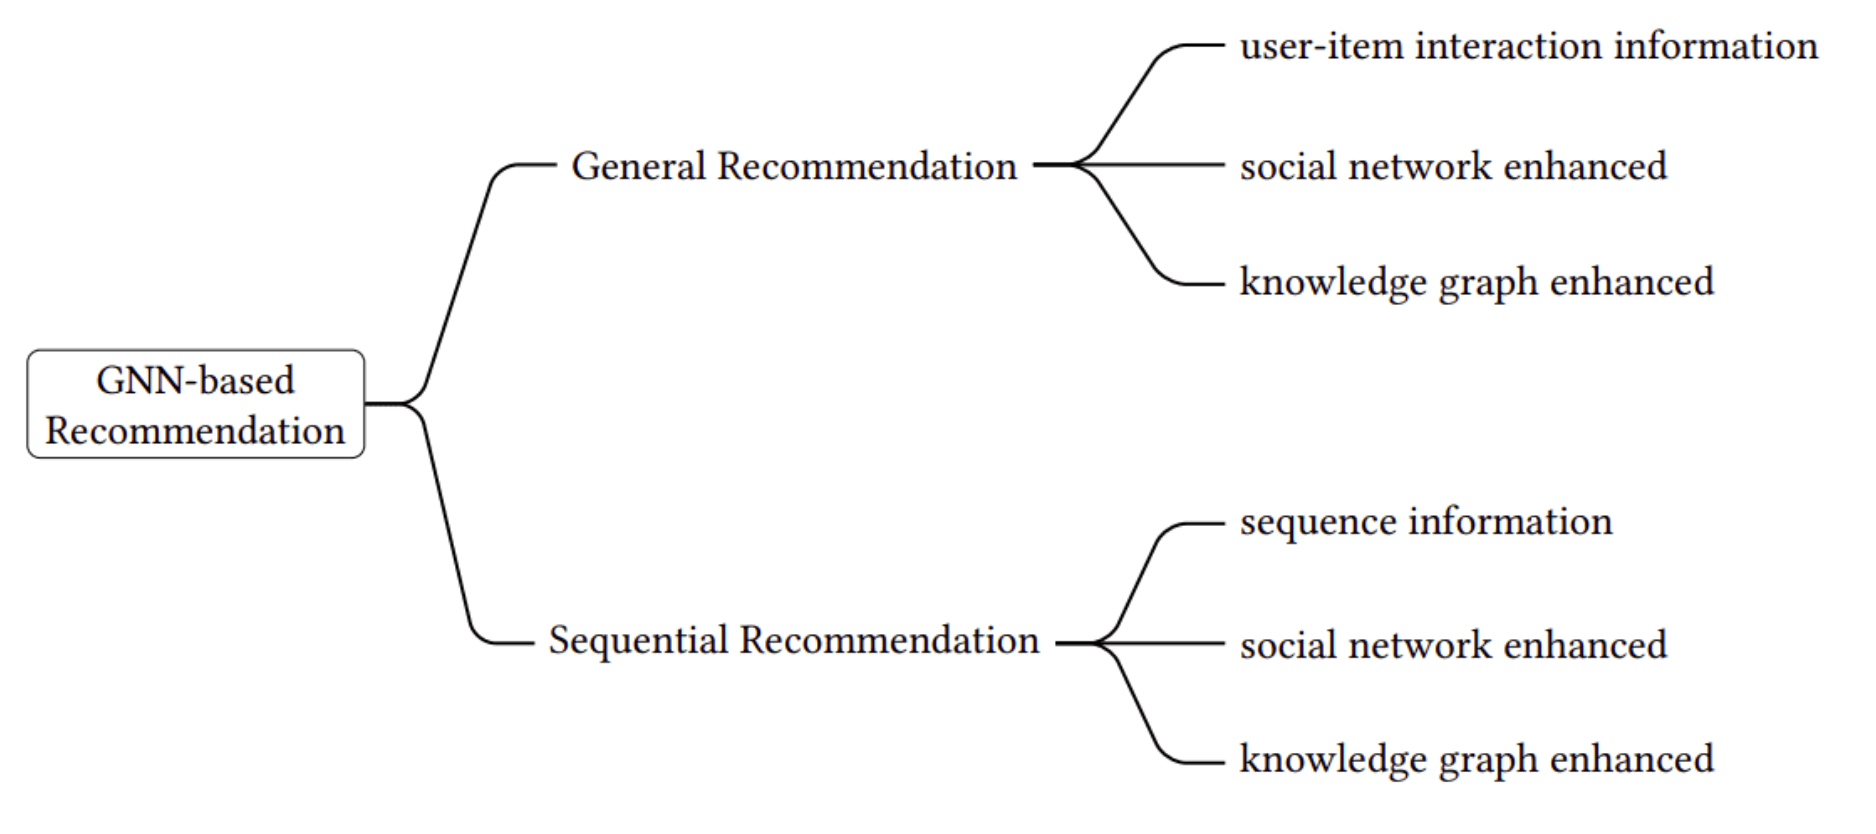 user-item interaction information
General Recommendation
social network enhanced
knowledge graph enhanced
GNN-based
Recommendation
sequence information
Sequential Recommendation
social network enhanced
knowledge graph enhanced